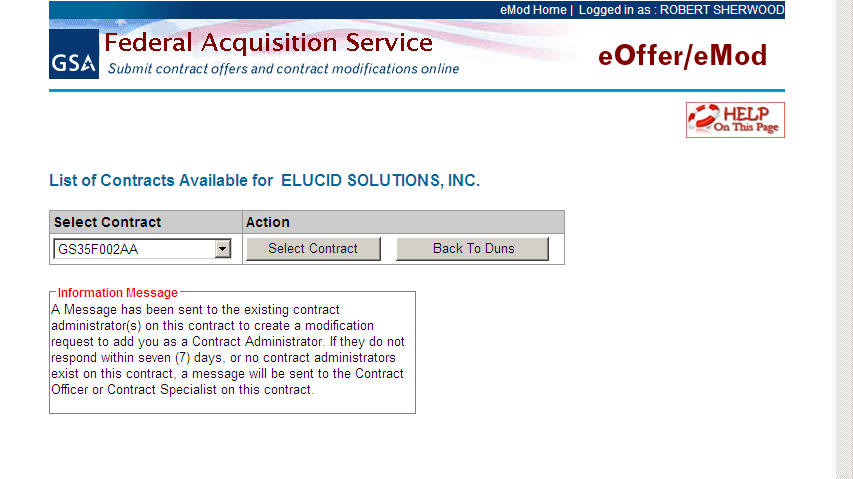 eMod Home | Logged in as : ROBERT SHERWOOD
GSA
Federal Acquisition Service
Submit contract offers and contract modifications online
eOffer/eMod
HELP
On This Page
List of Contracts Available for ELUCID SOLUTIONS, INC.
Select Contract Action
GS35F002AA Select Contract Back To Duns
Information Message
A Message has been sent to the existing contract
administrator(s) on this contract to create a modification
request to add you as a Contract Administrator. If they do not
respond within seven (7) days, or no contract administrators
exist on this contract, a message will be sent to the Contract
Officer or Contract Specialist on this contract.